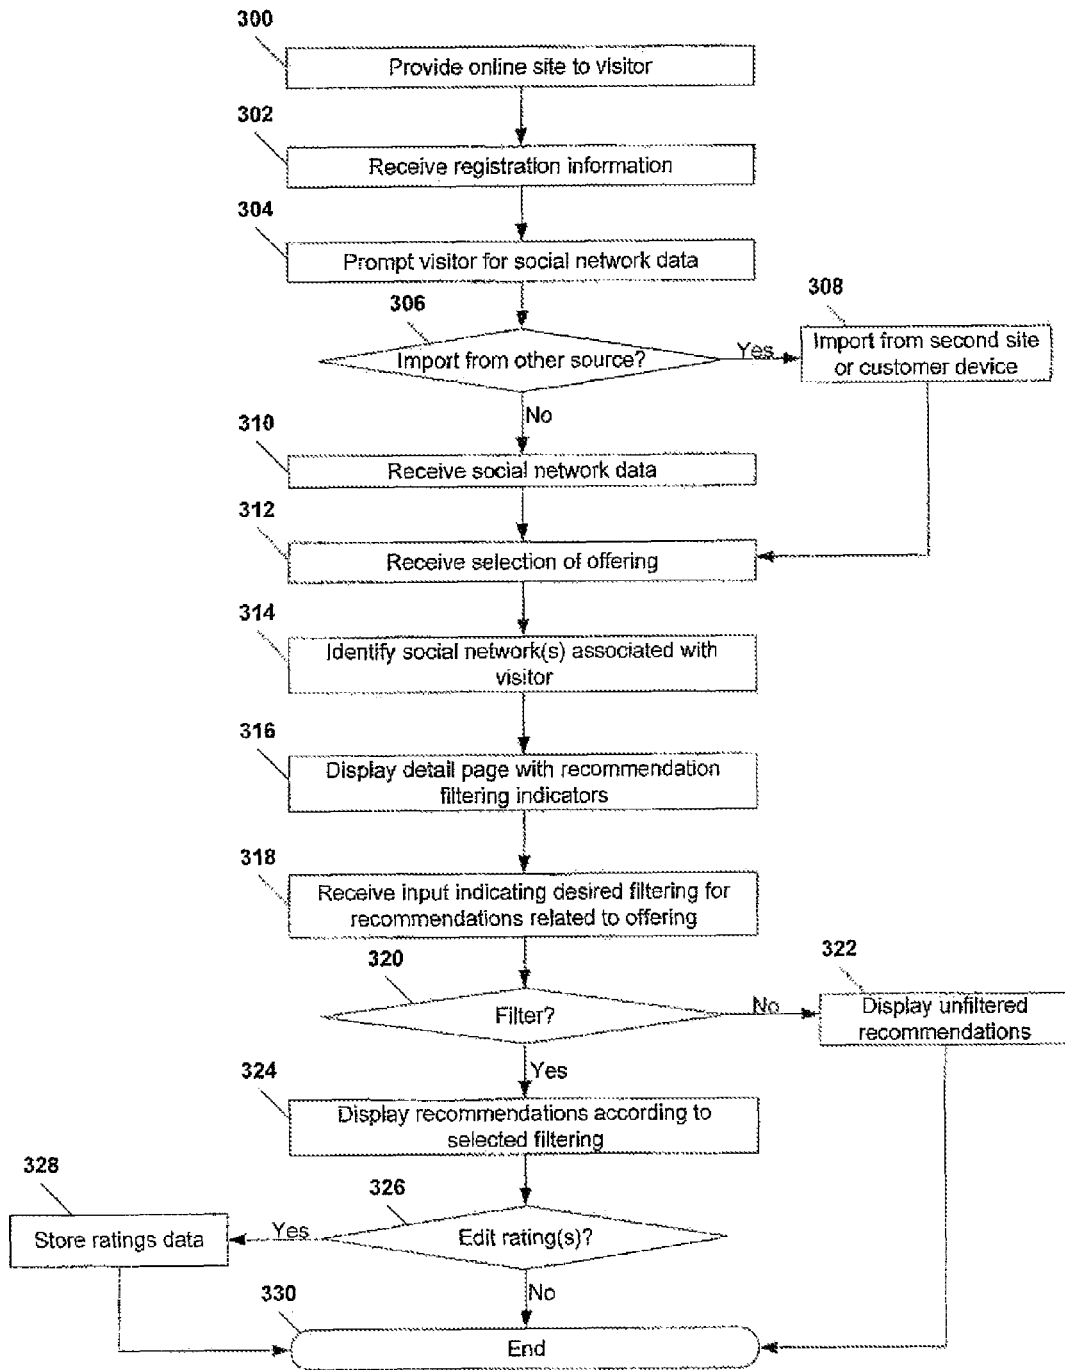 300
Provide online site to visitor
302
Receive registration information
304
Prompt visitor for social network data
306
308
Import from other source?
Yes
Import from second site
or customer device
No
310
Receive social network data
312
Receive selection of offering
314
Identify social network(s) associated with
visitor
316
Display detail page with recommendation
filtering indicators
318
Receive input indicating desired filtering for
recommendations related to offering
320
322
Filter?
No
Display unfiltered
recommendations
Yes
324
Display recommendations according to
selected filtering
328
326
Store ratings data
Yes
Edit rating(s)?
No
330
End